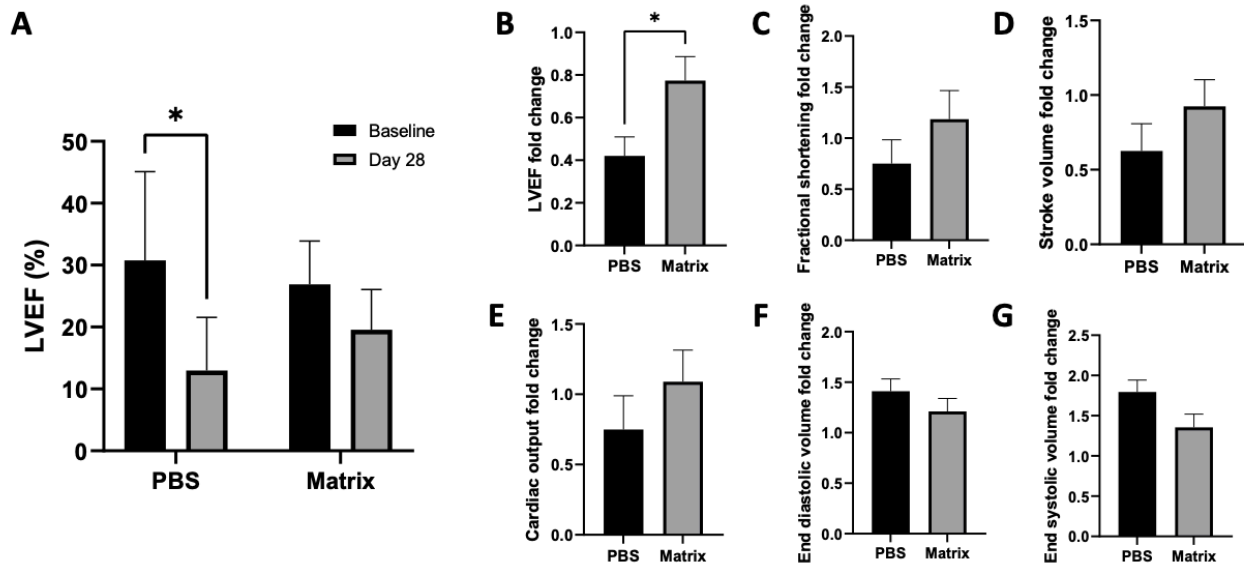 A
LVEF (%)
50
40
30
20
10
0
*
Baseline
Day 28
PBS
Matrix
B
LVEF fold change
1.0
0.8
0.6
0.4
0.2
0.0
*
PBS
Matrix
C
Fractional shortening fold change
2.0
1.5
1.0
0.5
0.0
PBS
Matrix
D
Stroke volume fold change
1.5
1.0
0.5
0.0
PBS
Matrix
E
Cardiac output fold change
1.5
1.0
0.5
0.0
PBS
Matrix
F
End diastolic volume fold change
2.0
1.5
1.0
0.5
0.0
PBS
Matrix
G
End systolic volume fold change
2.5
2.0
1.5
1.0
0.5
0.0
PBS
Matrix